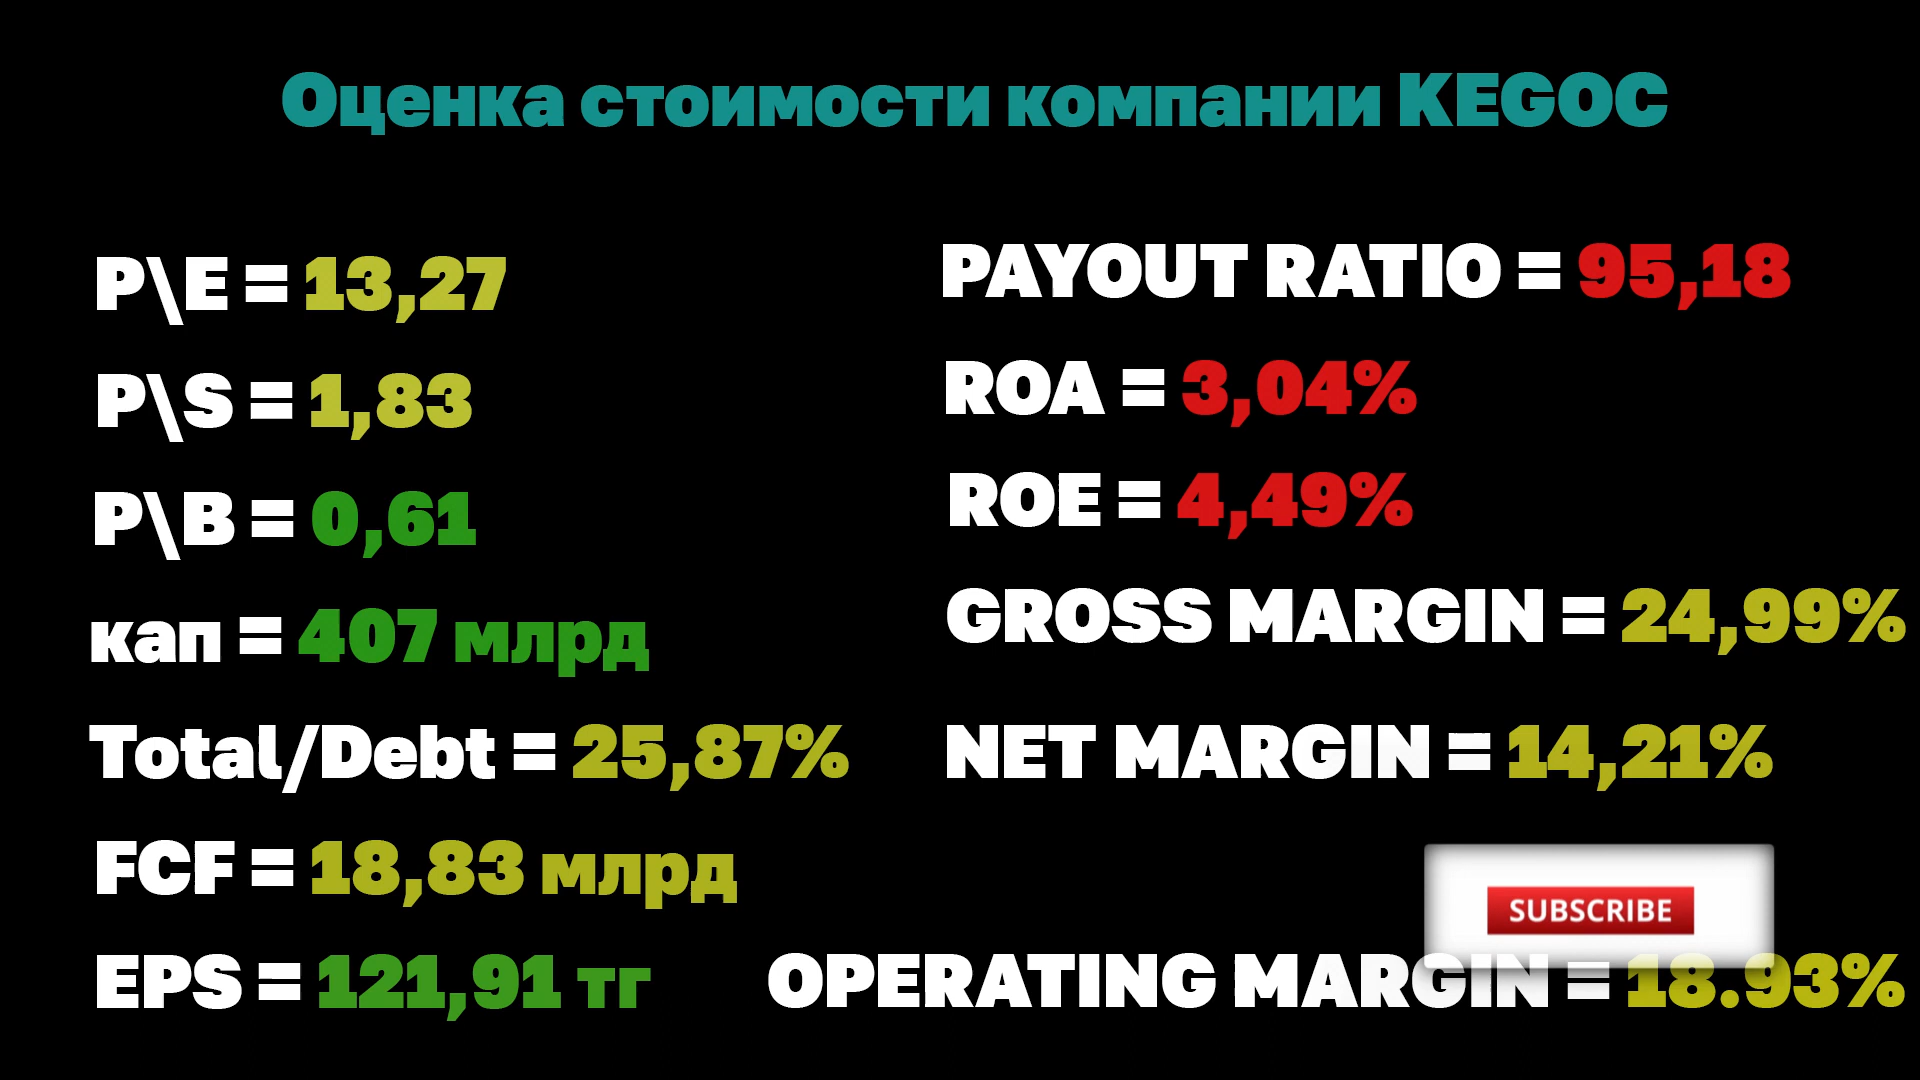 Оценка стоимости компании KEGOC
P\E = 13,27
P\S = 1,83
P\B = 0,61
кап = 407 млрд
Total/Debt = 25,87%
FCF = 18,83 млрд
EPS = 121,91 тг
PAYOUT RATIO = 95,18
ROA = 3,04%
ROE = 4,49%
GROSS MARGIN = 24,99%
NET MARGIN = 14,21%
SUBSCRIBE
OPERATING MARGIN = 18.93%